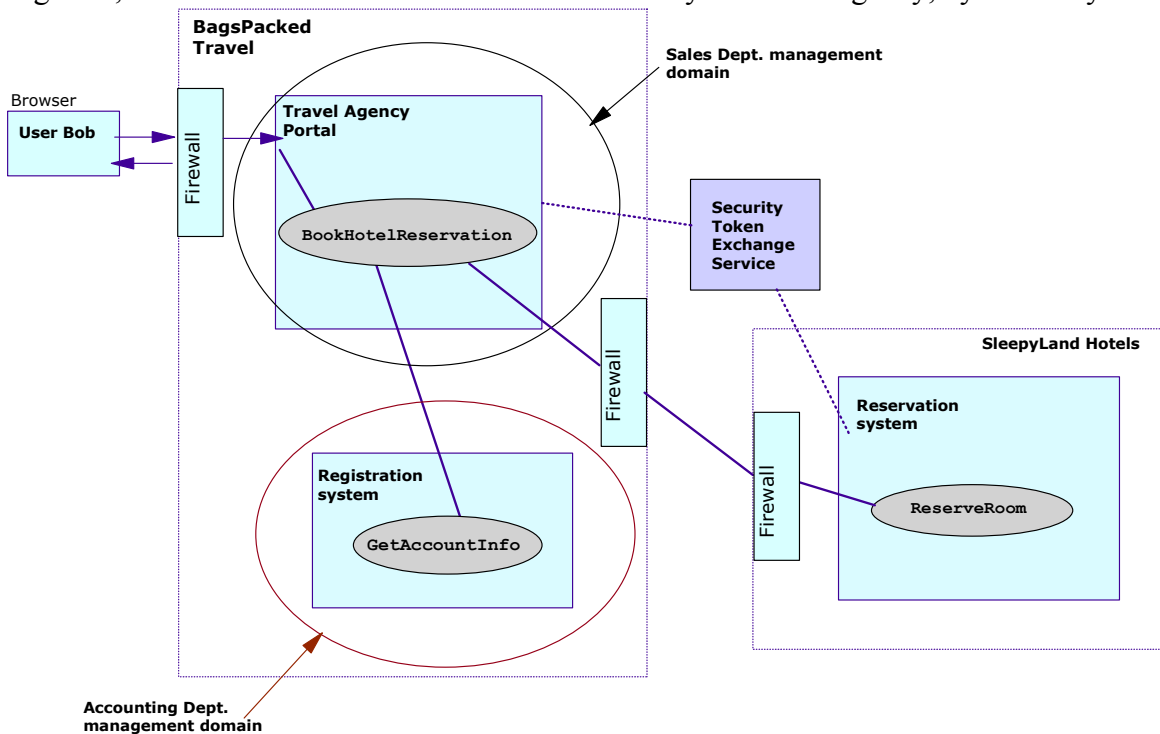 BagsPacked
Travel
Sales Dept. management
domain
Browser
User Bob
Firewall
Travel Agency
Portal
BookHotelReservation
Security
Token
Exchange
Service
Firewall
SleepyLand Hotels
Reservation
system
Firewall
ReserveRoom
Registration
system
GetAccountInfo
Accounting Dept.
management domain